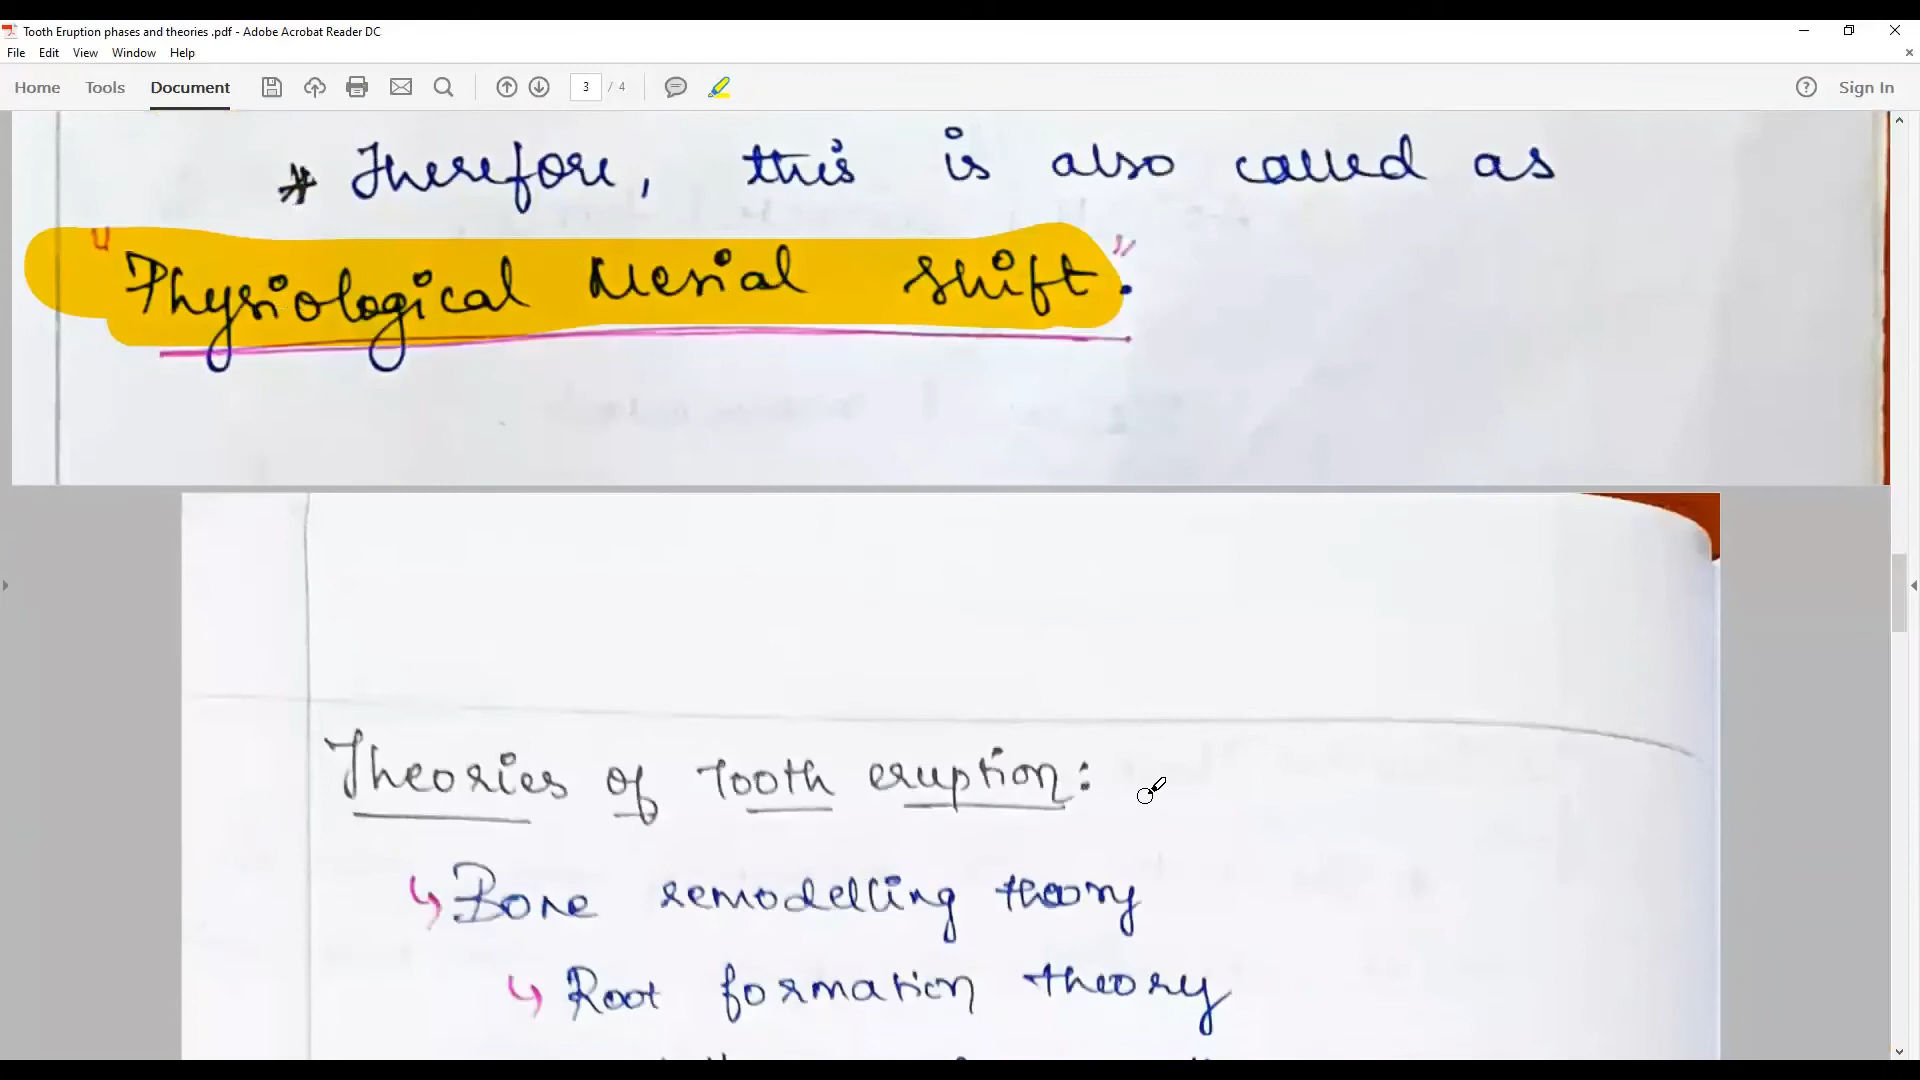 Tooth Eruption phases and theories .pdf - Adobe Acrobat Reader DC
File Edit View Window Help
Home Tools Document 3 / 4 Sign In
* Therefore, this is also called as
"Physiological Mesial shift".
Theories of Tooth eruption:
↳ Bone remodelling theory
↳ Root formation theory